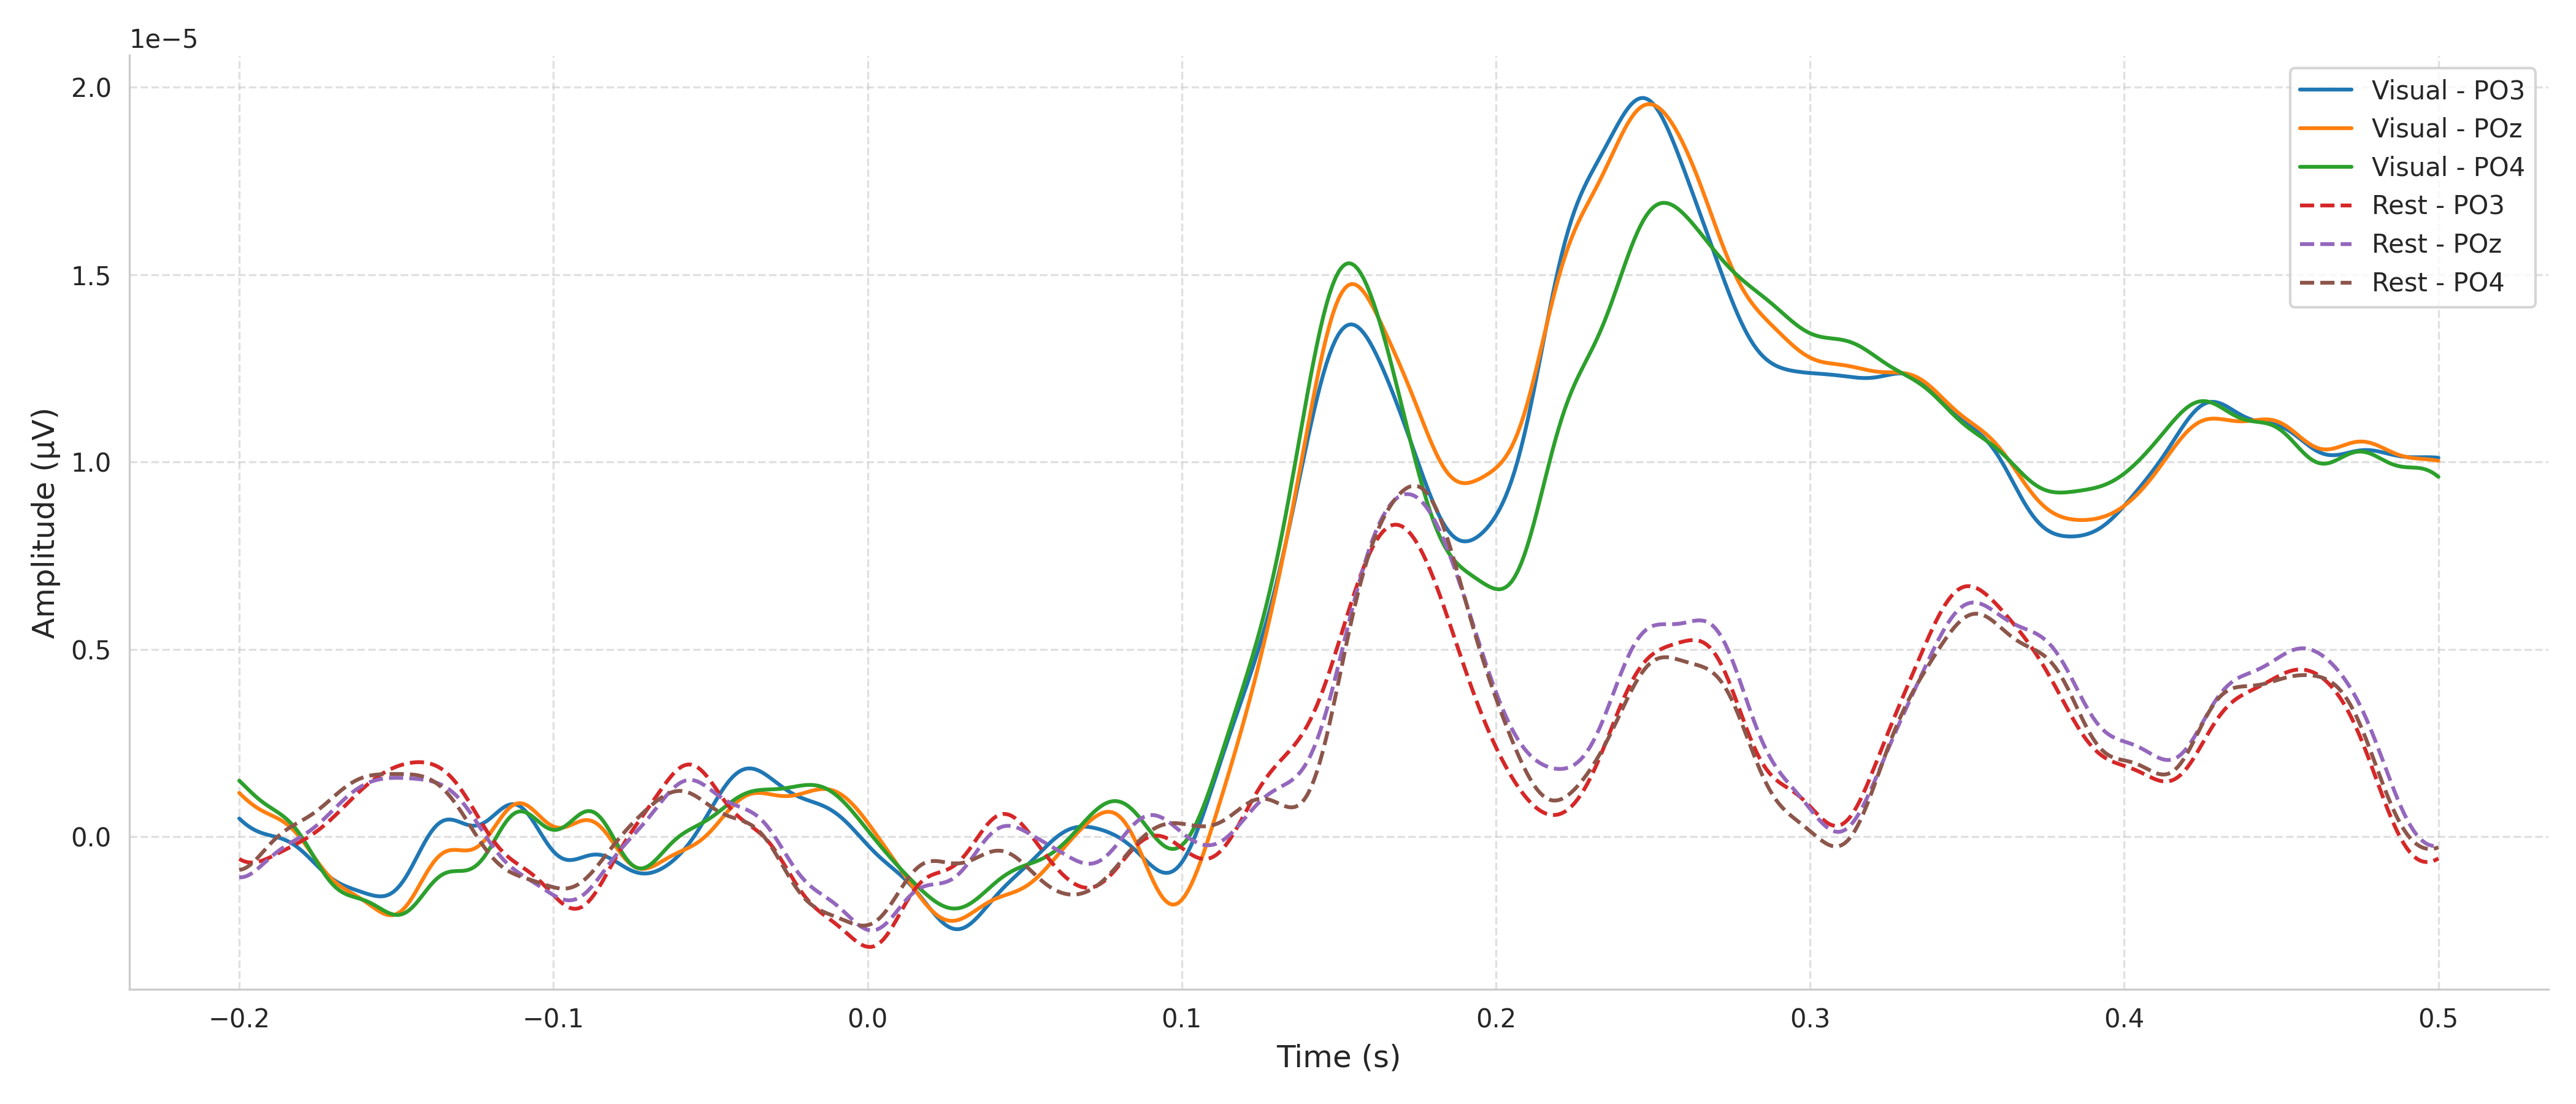 1e−5
2.0
1.5
1.0
0.5
0.0
Amplitude (µV)
−0.2
−0.1
0.0
0.1
0.2
0.3
0.4
0.5
Time (s)
Visual - PO3
Visual - POz
Visual - PO4
Rest - PO3
Rest - POz
Rest - PO4